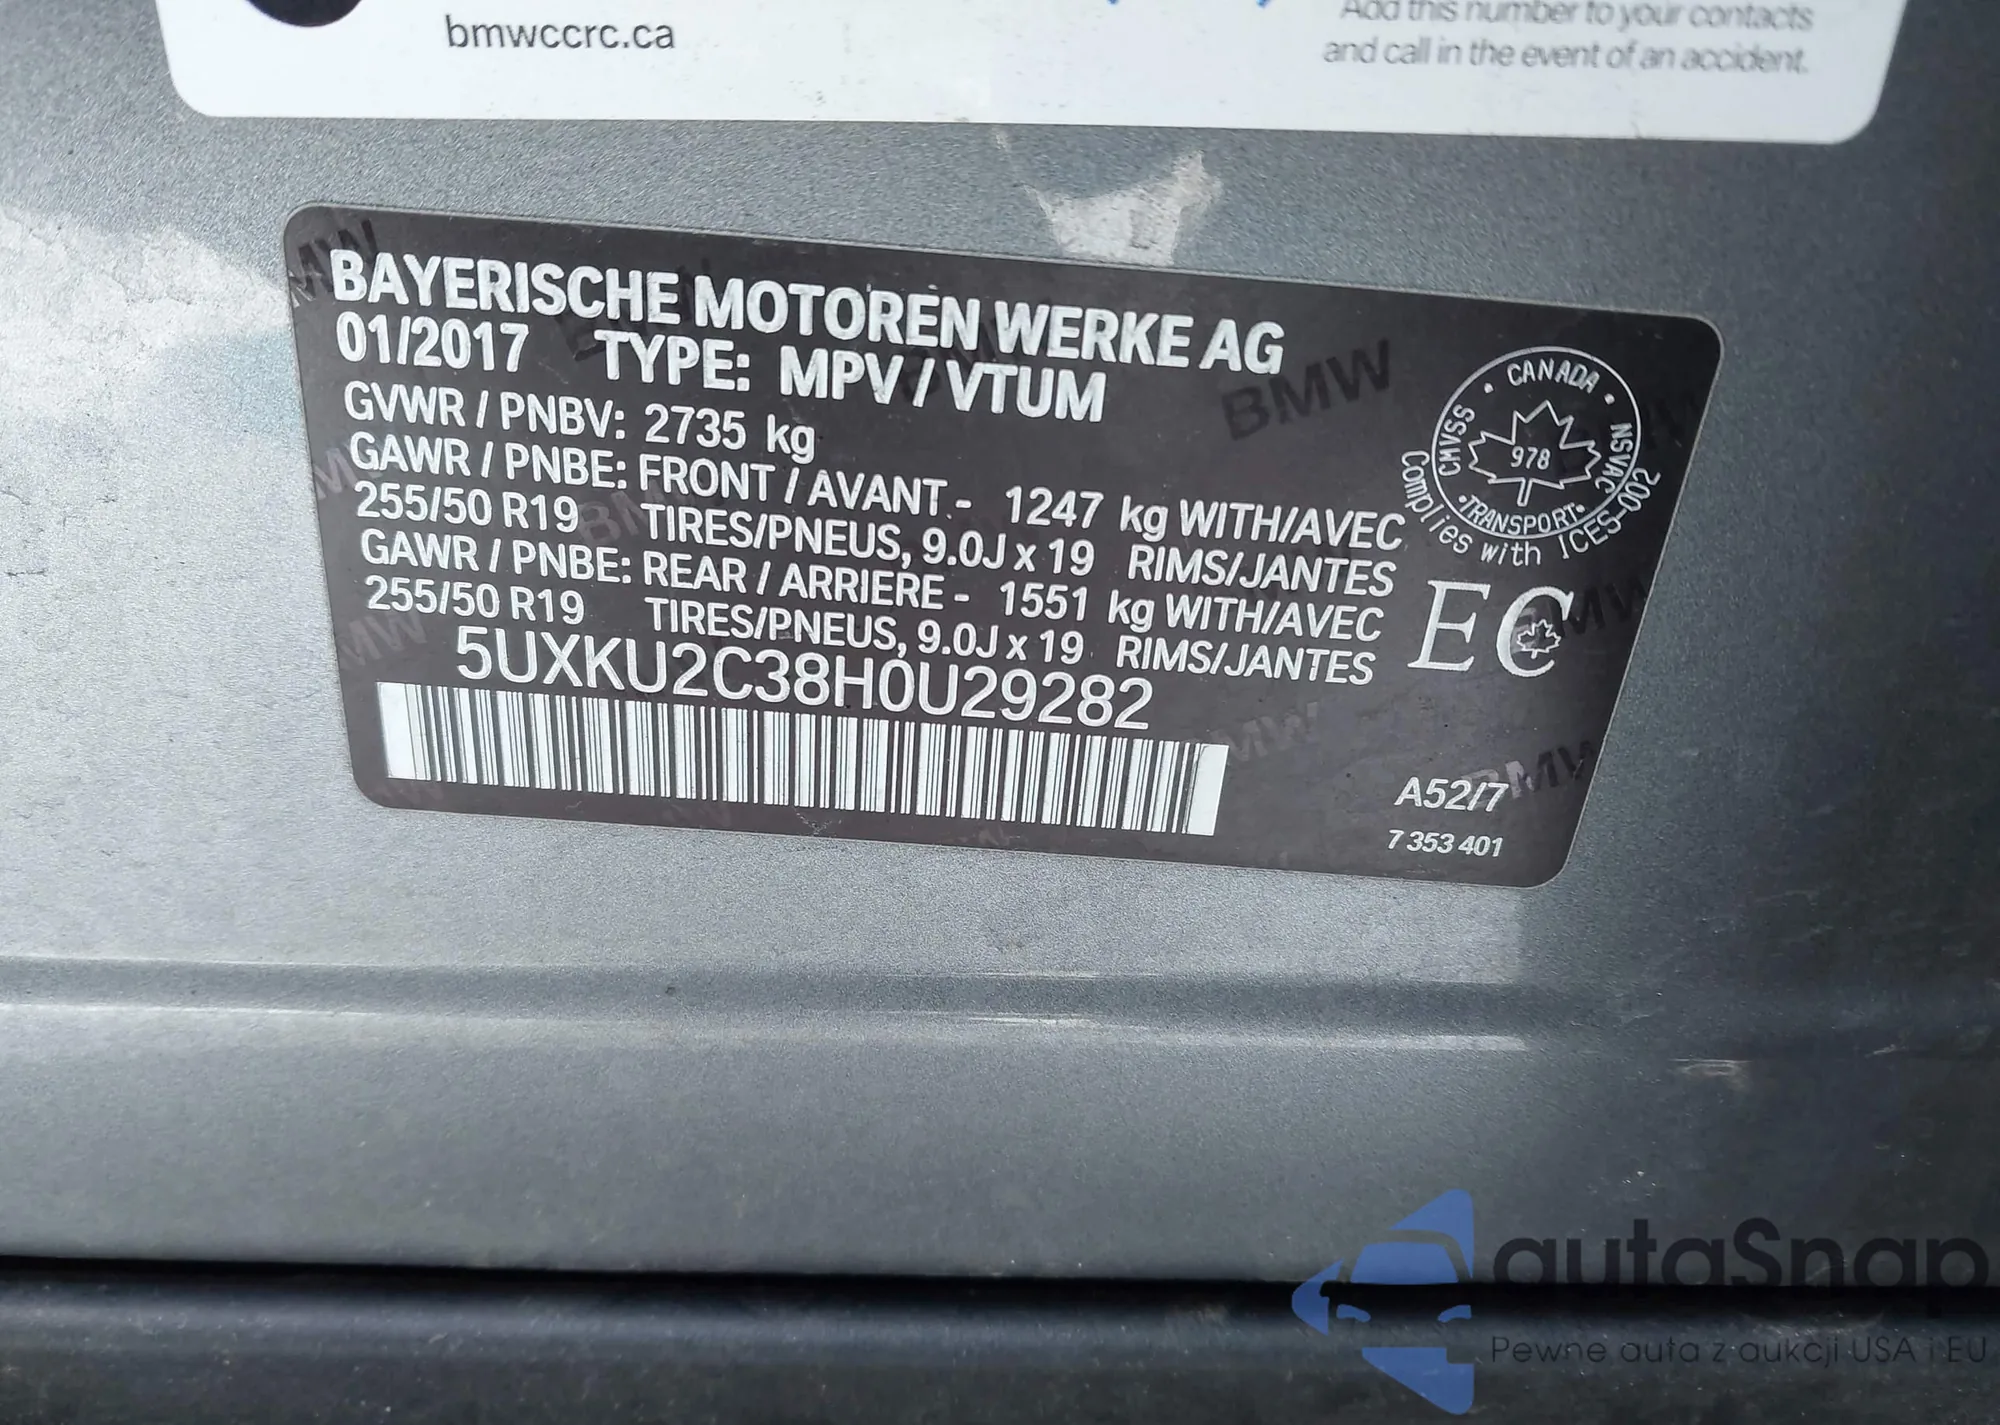 bmwccrc.ca
Add this number to your contacts
and call in the event of an accident.
BAYERISCHE MOTOREN WERKE AG
01/2017 TYPE: MPV / VTUM
GVWR / PNBV: 2735 kg
GAWR / PNBE: FRONT / AVANT - 1247 kg WITH/AVEC
255/50 R19 TIRES/PNEUS, 9.0J x 19 RIMS/JANTES
GAWR / PNBE: REAR / ARRIERE - 1551 kg WITH/AVEC
255/50 R19 TIRES/PNEUS, 9.0J x 19 RIMS/JANTES
5UXKU2C38H0U29282
CANADA
CMVSS
978
NSVAC
TRANSPORT
Complies with ICES-002
EC
A52/7
7 353 401
BMW
autaSnap
Pewne auta z aukcji USA i EU